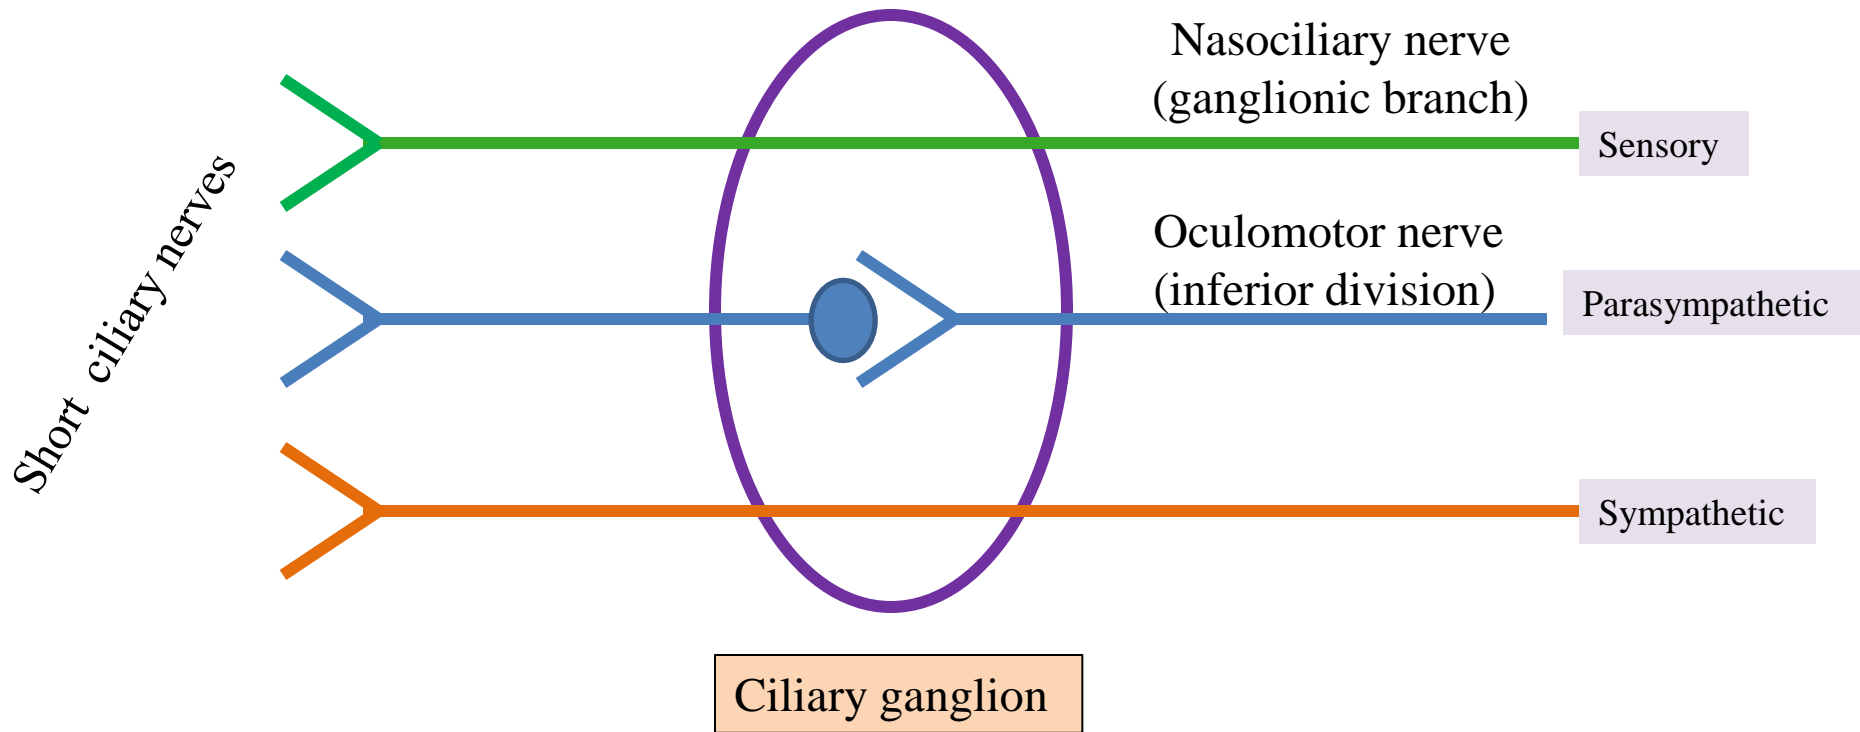 Nasociliary nerve
(ganglionic branch)
Sensory
Short ciliary nerves
Oculomotor nerve
(inferior division)
Parasympathetic
Sympathetic
Ciliary ganglion